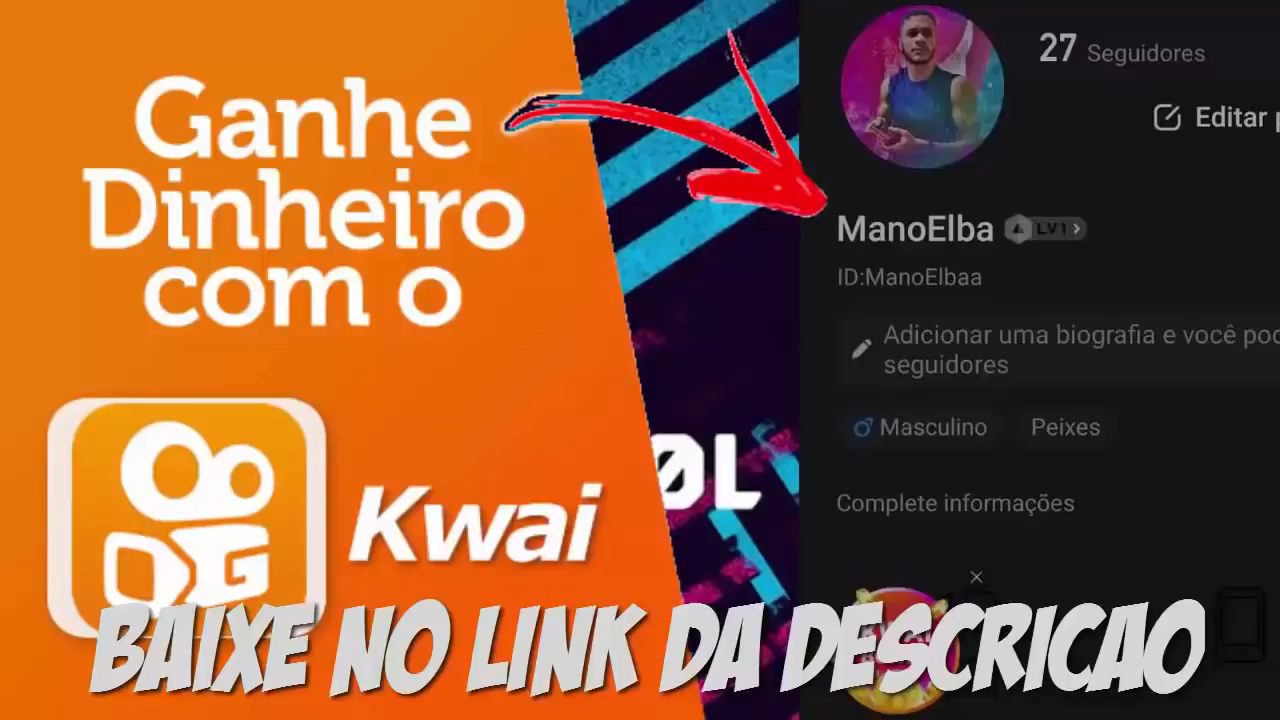 Ganhe
Dinheiro
com o
Kwai
ØL
27 Seguidores
Editar
ManoElba LV1
ID:ManoElbaa
Adicionar uma biografia e você
seguidores
Masculino Peixes
Complete informações
BAIXE NO LINK DA DESCRICAO